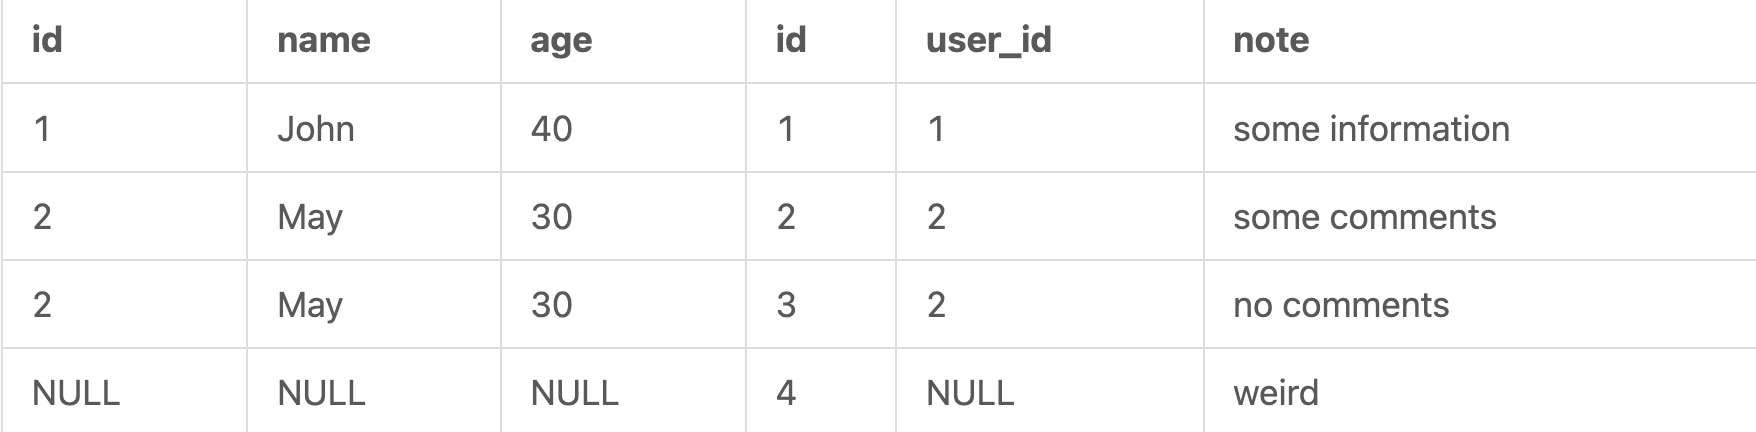 id name age id user_id note
1 John 40 1 1 some information
2 May 30 2 2 some comments
2 May 30 3 2 no comments
NULL NULL NULL 4 NULL weird